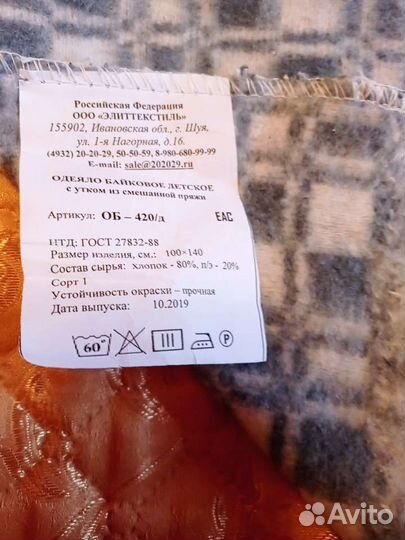 Российская Федерация
ООО «ЭЛИТТЕКСТИЛЬ»
155902, Ивановская обл., г. Шуя,
ул. 1-я Нагорная, д.16.
(4932) 20-20-29, 50-50-59, 8-980-680-99-99
E-mail: sale@202029.ru
ОДЕЯЛО БАЙКОВОЕ ДЕТСКОЕ
с утком из смешанной пряжи
Артикул: ОБ – 420/д EAC
НТД: ГОСТ 27832-88
Размер изделия, см.: 100×140
Состав сырья: хлопок - 80%, п/э - 20%
Сорт 1
Устойчивость окраски – прочная
Дата выпуска: 10.2019
60° P
Avito